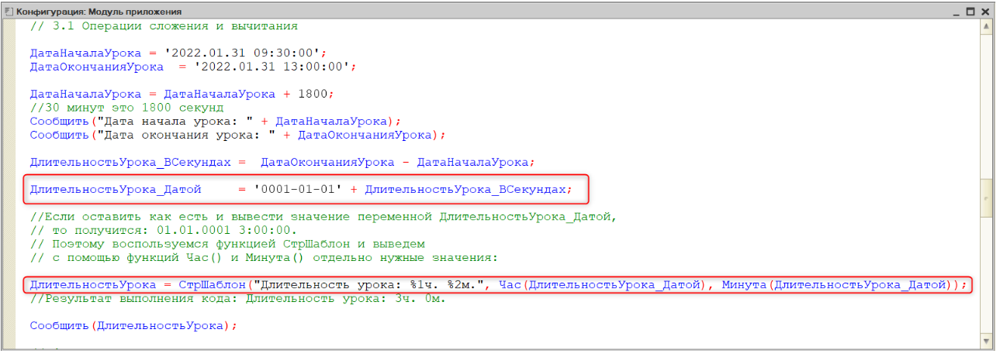 Конфигурация: Модуль приложения
// 3.1 Операции сложения и вычитания
ДатаНачалаУрока = '2022.01.31 09:30:00';
ДатаОкончанияУрока  = '2022.01.31 13:00:00';
ДатаНачалаУрока = ДатаНачалаУрока + 1800;
//30 минут это 1800 секунд
Сообщить("Дата начала урока: " + ДатаНачалаУрока);
Сообщить("Дата окончания урока: " + ДатаОкончанияУрока);
ДлительностьУрока_ВСекундах =  ДатаОкончанияУрока - ДатаНачалаУрока;
ДлительностьУрока_Датой     = '0001-01-01' + ДлительностьУрока_ВСекундах;
//Если оставить как есть и вывести значение переменной ДлительностьУрока_Датой,
// то получится: 01.01.0001 3:00:00.
// Поэтому воспользуемся функцией СтрШаблон и выведем
// с помощью функций Час() и Минута() отдельно нужные значения:
ДлительностьУрока = СтрШаблон("Длительность урока: %1ч. %2м.", Час(ДлительностьУрока_Датой), Минута(ДлительностьУрока_Датой));
//Результат выполнения кода: Длительность урока: 3ч. 0м.
Сообщить(ДлительностьУрока);